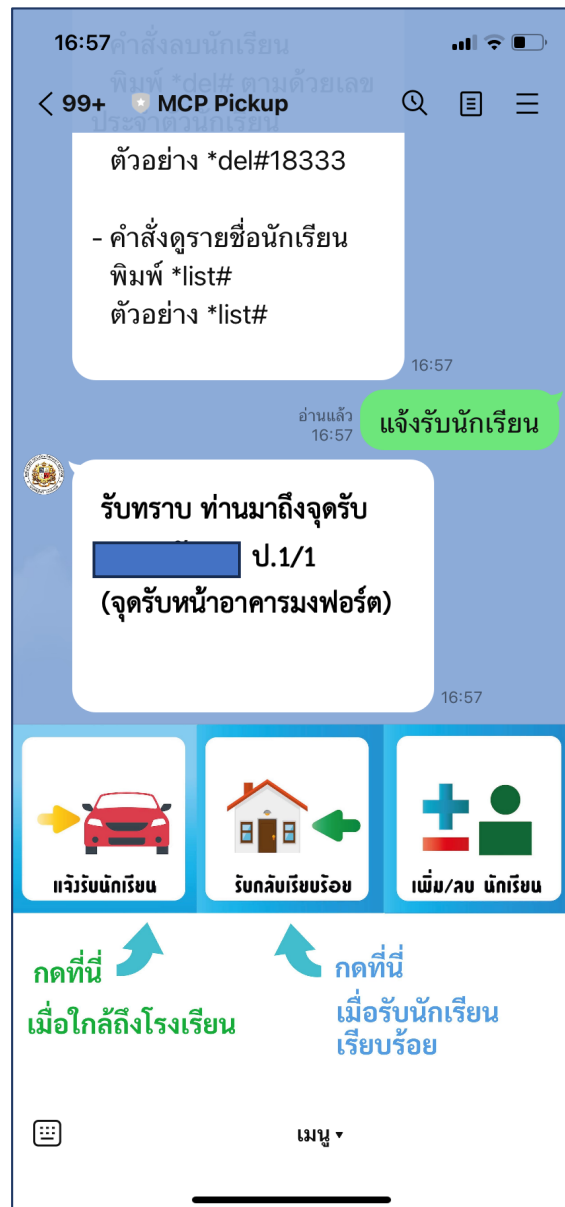 16:57
คำสั่งลบนักเรียน
พิมพ์ *del# ตามด้วยเลข
99+ MCP Pickup
ประจำตัวนักเรียน
ตัวอย่าง *del#18333
- คำสั่งดูรายชื่อนักเรียน
พิมพ์ *list#
ตัวอย่าง *list#
16:57
อ่านแล้ว
16:57
แจ้งรับนักเรียน
รับทราบ ท่านมาถึงจุดรับ
ป.1/1
(จุดรับหน้าอาคารมงฟอร์ต)
16:57
แจ้งรับนักเรียน
รับกลับเรียบร้อย
เพิ่ม/ลบ นักเรียน
กดที่นี่
เมื่อใกล้ถึงโรงเรียน
กดที่นี่
เมื่อรับนักเรียน
เรียบร้อย
เมนู